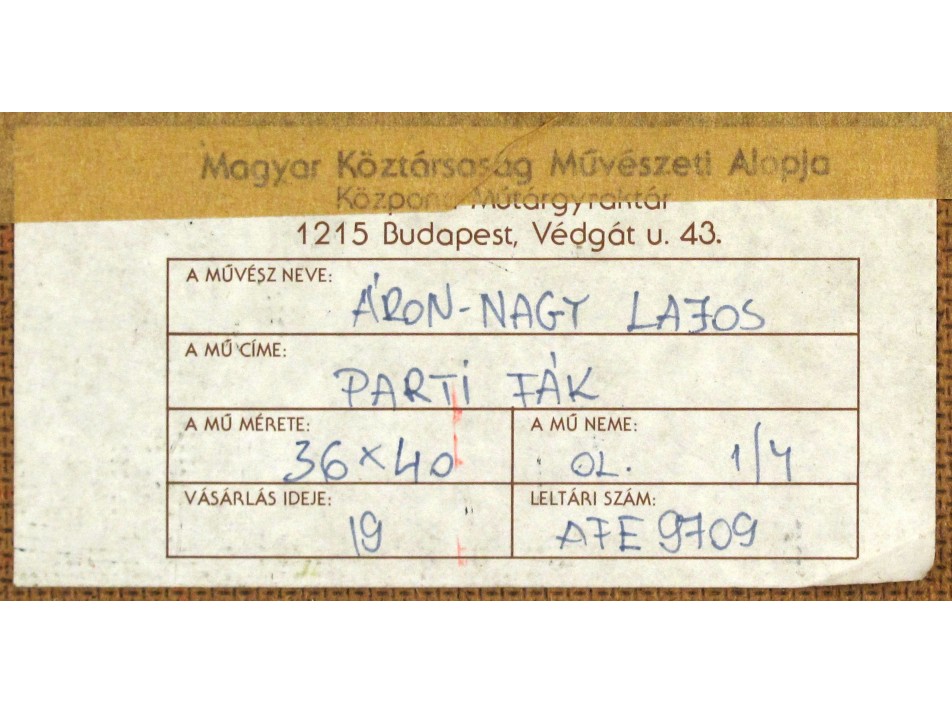 Magyar Köztársaság Művészeti Alapja
Központi Műtárgyraktár
1215 Budapest, Védgát u. 43.
A MŰVÉSZ NEVE: ÁRON-NAGY LAJOS
A MŰ CÍME: PARTI FÁK
A MŰ MÉRETE: 36×40 A MŰ NEME: OL. 1/4
VÁSÁRLÁS IDEJE: 19 LELTÁRI SZÁM: AFE 9709